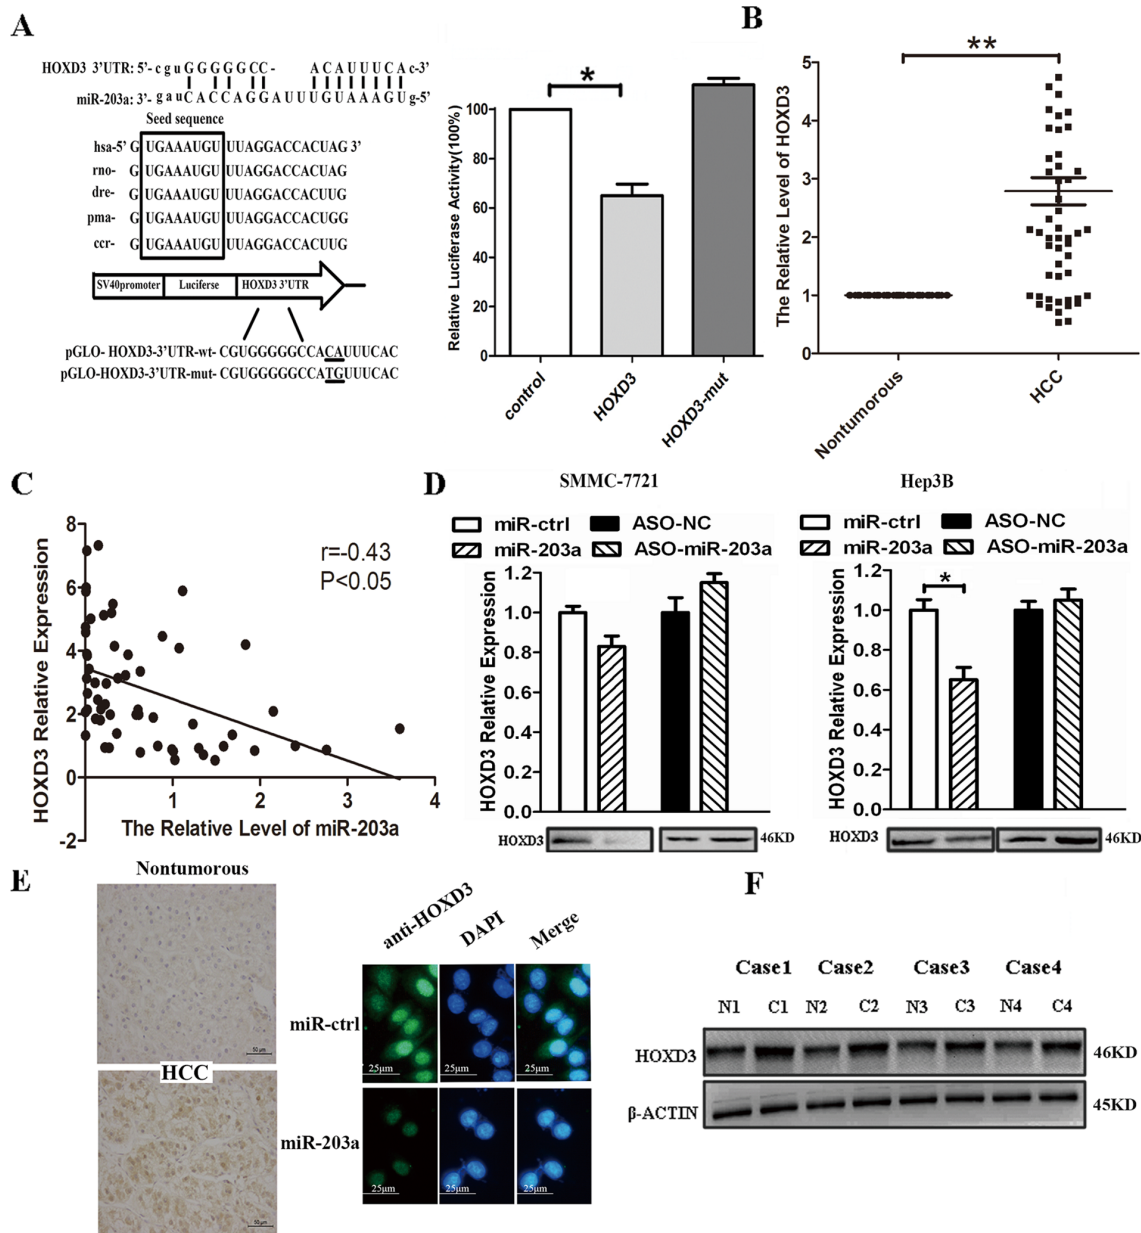 A
HOXD3 3'UTR: 5'- c g u G G G G G C C - A C A U U U C A c-3'
miR-203a: 3'- g a u C A C C A G G A U U U G U A A A G U g-5'
Seed sequence
hsa-5' G UGAAAUGU UUAGGACCACUAG 3'
rno- G UGAAAUGU UUAGGACCACUAG
dre- G UGAAAUGU UUAGGACCACUUG
pma- G UGAAAUGU UUAGGACCACUGG
ccr- G UGAAAUGU UUAGGACCACUUG
SV40promoter Luciferse HOXD3 3'UTR
pGLO- HOXD3-3'UTR-wt- CGUGGGGGCCACAUUUCAC
pGLO-HOXD3-3'UTR-mut- CGUGGGGGCCATGUUUCAC
Relative Luciferase Activity(100%)
100
80
60
40
20
0
*
control HOXD3 HOXD3-mut
B
The Relative Level of HOXD3
5
4
3
2
1
0
**
Nontumorous HCC
C
HOXD3 Relative Expression
8
6
4
2
0
-2
r=-0.43
P<0.05
1 2 3 4
The Relative Level of miR-203a
D
SMMC-7721
miR-ctrl ASO-NC
miR-203a ASO-miR-203a
HOXD3 Relative Expression
1.2
1.0
0.8
0.6
0.4
0.2
0.0
HOXD3 46KD
Hep3B
miR-ctrl ASO-NC
miR-203a ASO-miR-203a
HOXD3 Relative Expression
1.2
1.0
0.8
0.6
0.4
0.2
0.0
*
HOXD3 46KD
E
Nontumorous
50 μm
HCC
50 μm
anti-HOXD3 DAPI Merge
miR-ctrl
25μm 25μm 25μm
miR-203a
25μm 25μm 25μm
F
Case1 Case2 Case3 Case4
N1 C1 N2 C2 N3 C3 N4 C4
HOXD3 46KD
β-ACTIN 45KD